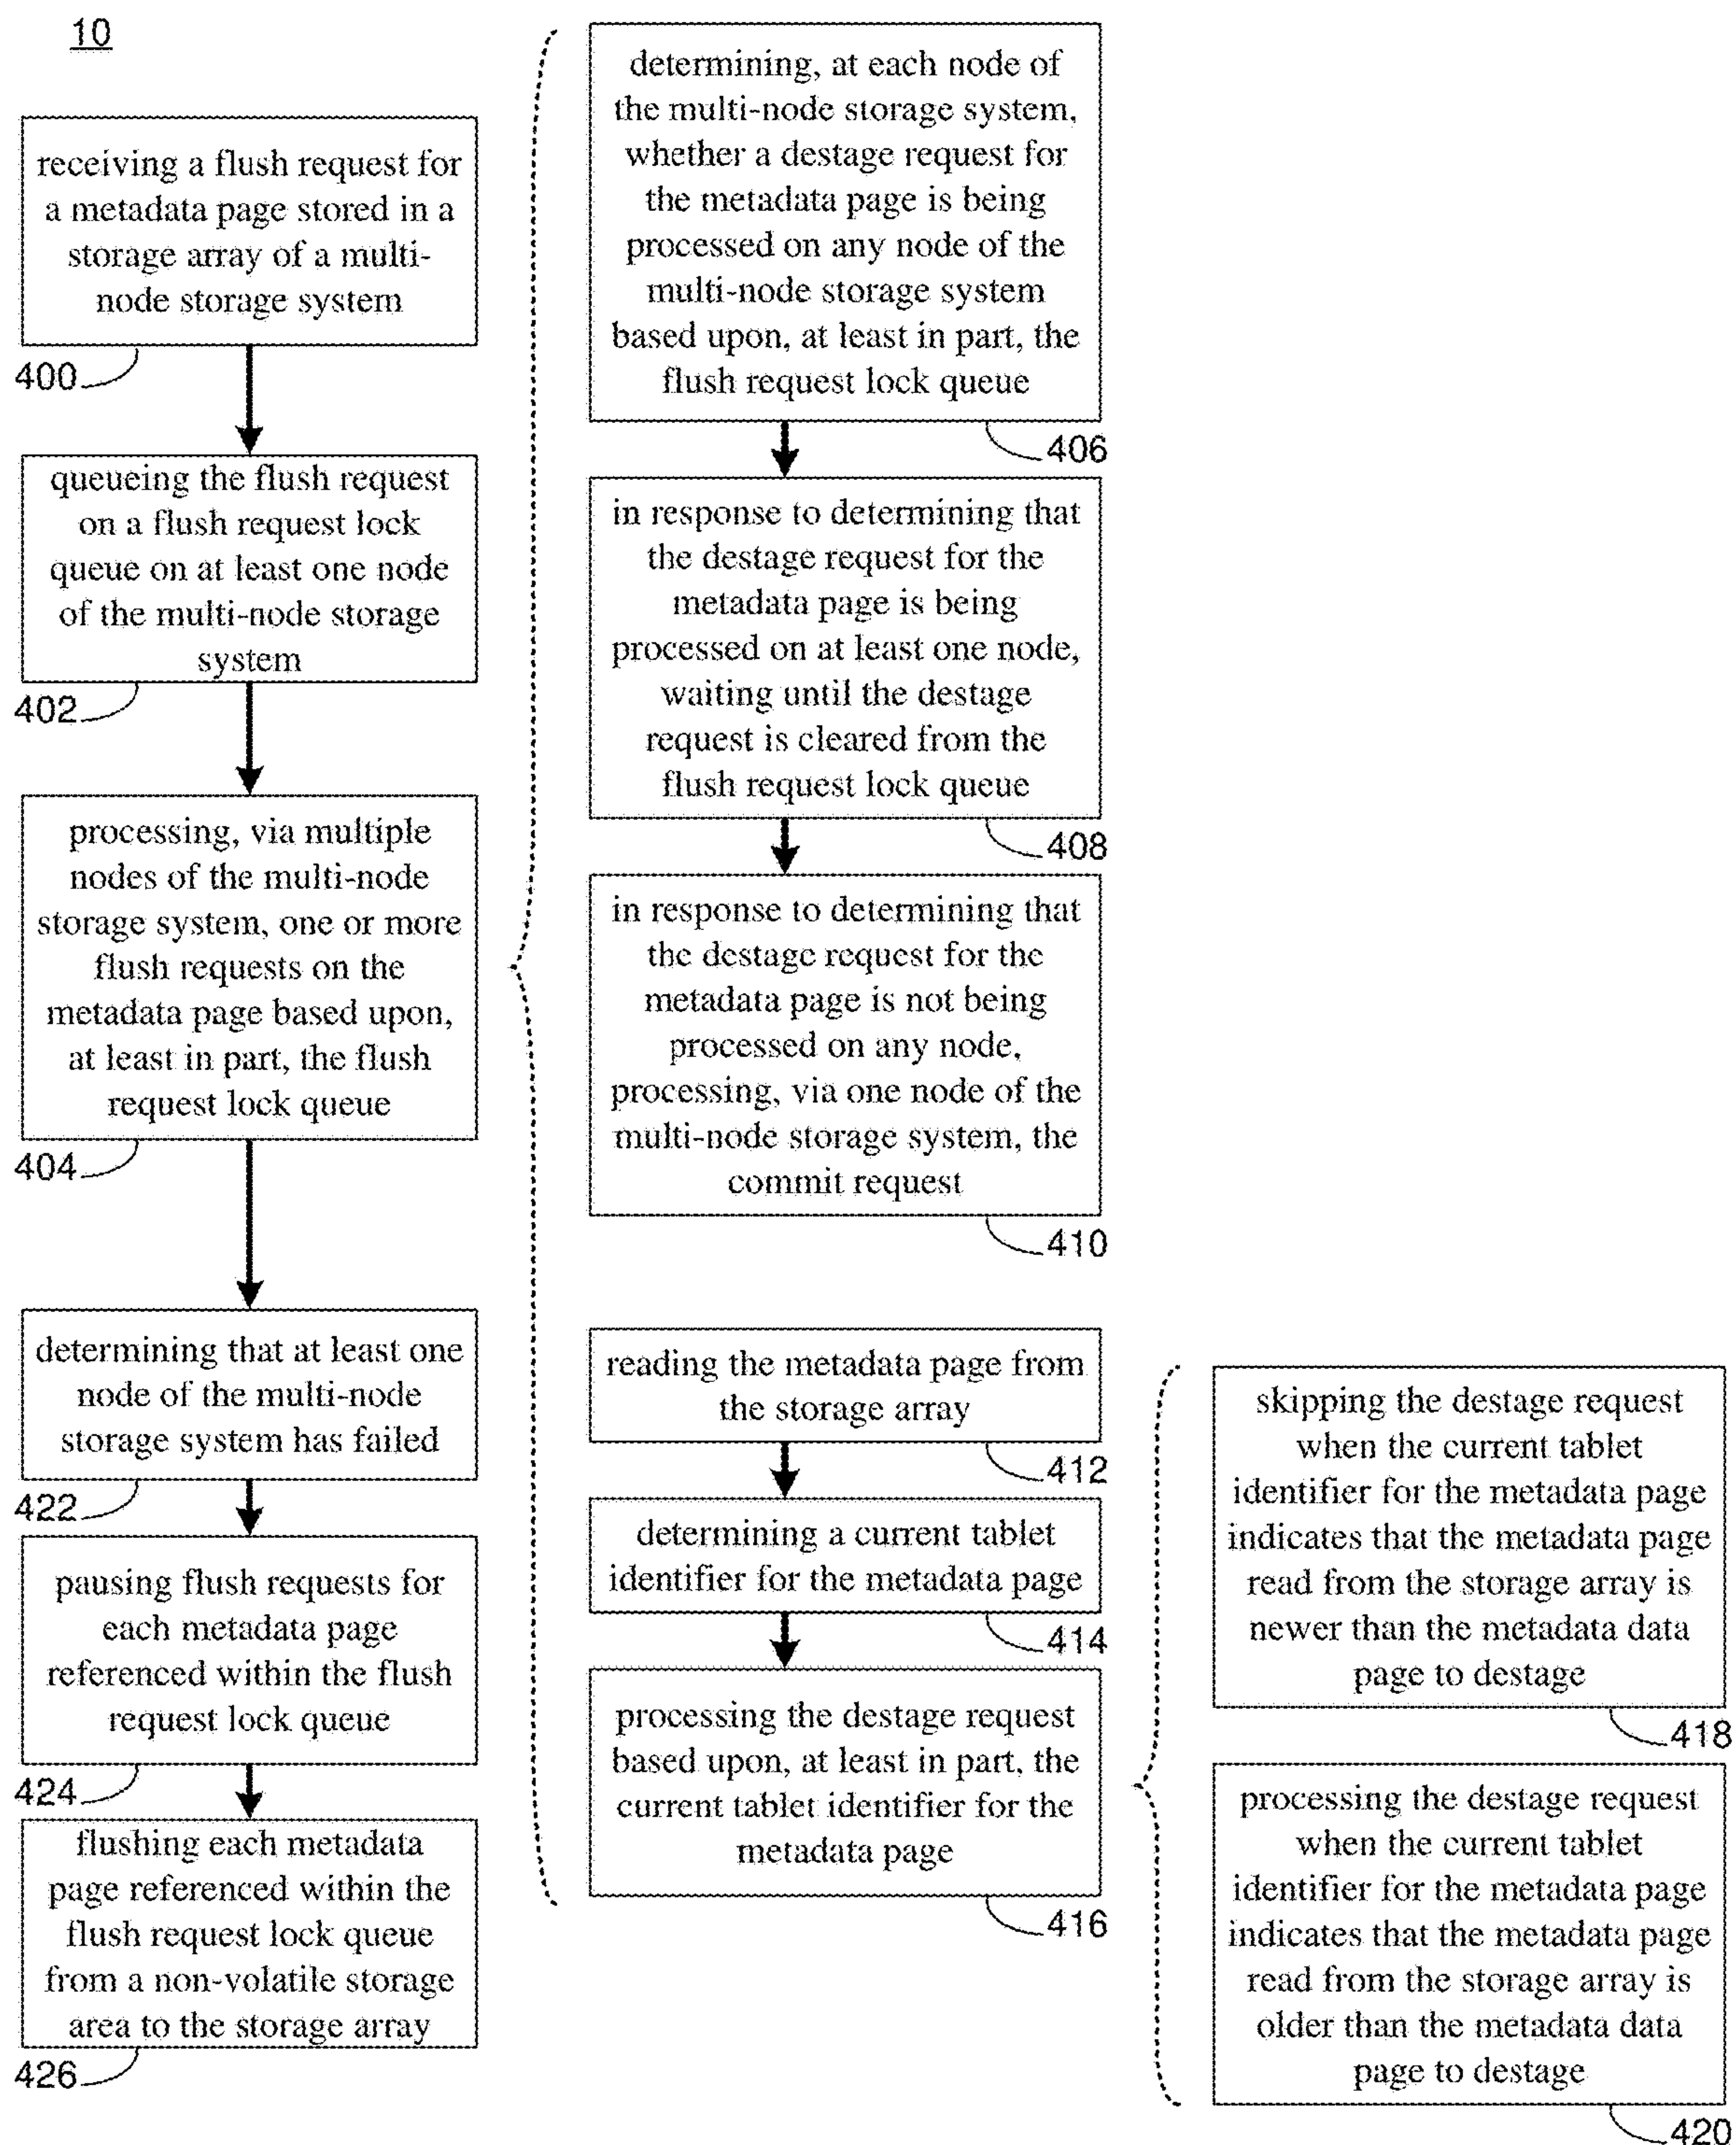 10
receiving a flush request for
a metadata page stored in a
storage array of a multi-
node storage system
400
queueing the flush request
on a flush request lock
queue on at least one node
of the multi-node storage
system
402
processing, via multiple
nodes of the multi-node
storage system, one or more
flush requests on the
metadata page based upon,
at least in part, the flush
request lock queue
404
determining that at least one
node of the multi-node
storage system has failed
422
pausing flush requests for
each metadata page
referenced within the flush
request lock queue
424
flushing each metadata
page referenced within the
flush request lock queue
from a non-volatile storage
area to the storage array
426
determining, at each node of
the multi-node storage system,
whether a destage request for
the metadata page is being
processed on any node of the
multi-node storage system
based upon, at least in part, the
flush request lock queue
406
in response to determining that
the destage request for the
metadata page is being
processed on at least one node,
waiting until the destage
request is cleared from the
flush request lock queue
408
in response to determining that
the destage request for the
metadata page is not being
processed on any node,
processing, via one node of the
multi-node storage system, the
commit request
410
reading the metadata page from
the storage array
412
determining a current tablet
identifier for the metadata page
414
processing the destage request
based upon, at least in part, the
current tablet identifier for the
metadata page
416
skipping the destage request
when the current tablet
identifier for the metadata page
indicates that the metadata page
read from the storage array is
newer than the metadata data
page to destage
418
processing the destage request
when the current tablet
identifier for the metadata page
indicates that the metadata page
read from the storage array is
older than the metadata data
page to destage
420